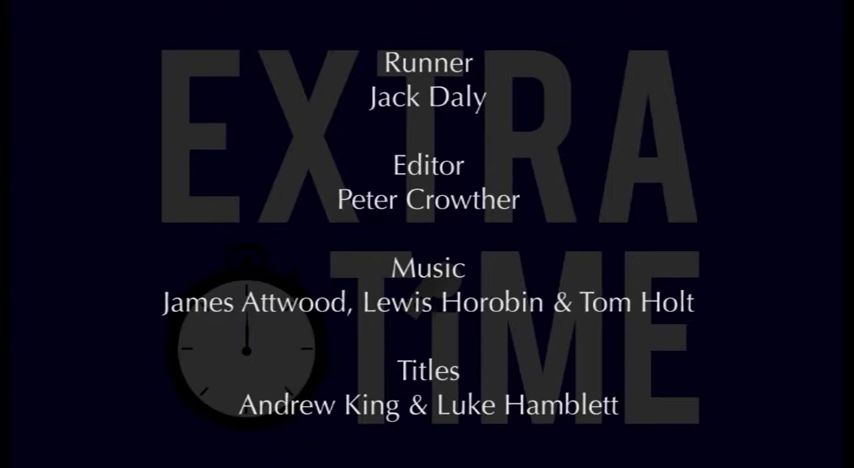 EXTRA
TIME
Runner
Jack Daly
Editor
Peter Crowther
Music
James Attwood, Lewis Horobin & Tom Holt
Titles
Andrew King & Luke Hamblett